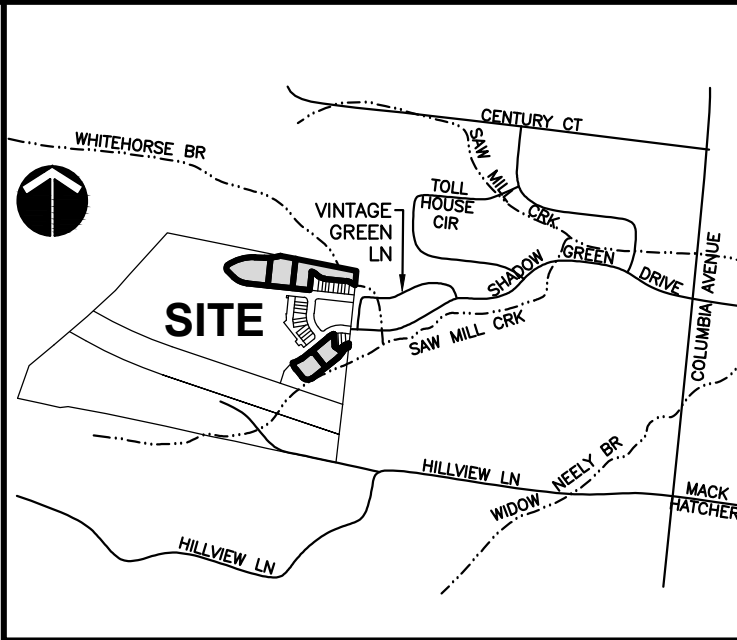 CENTURY CT
WHITEHORSE BR
SAW MILL CRK
TOLL
HOUSE
CIR
VINTAGE
GREEN
LN
SHADOW GREEN DRIVE
COLUMBIA AVENUE
SITE
SAW MILL CRK
HILLVIEW LN
WIDOW NEELY BR
MACK
HATCHER
HILLVIEW LN